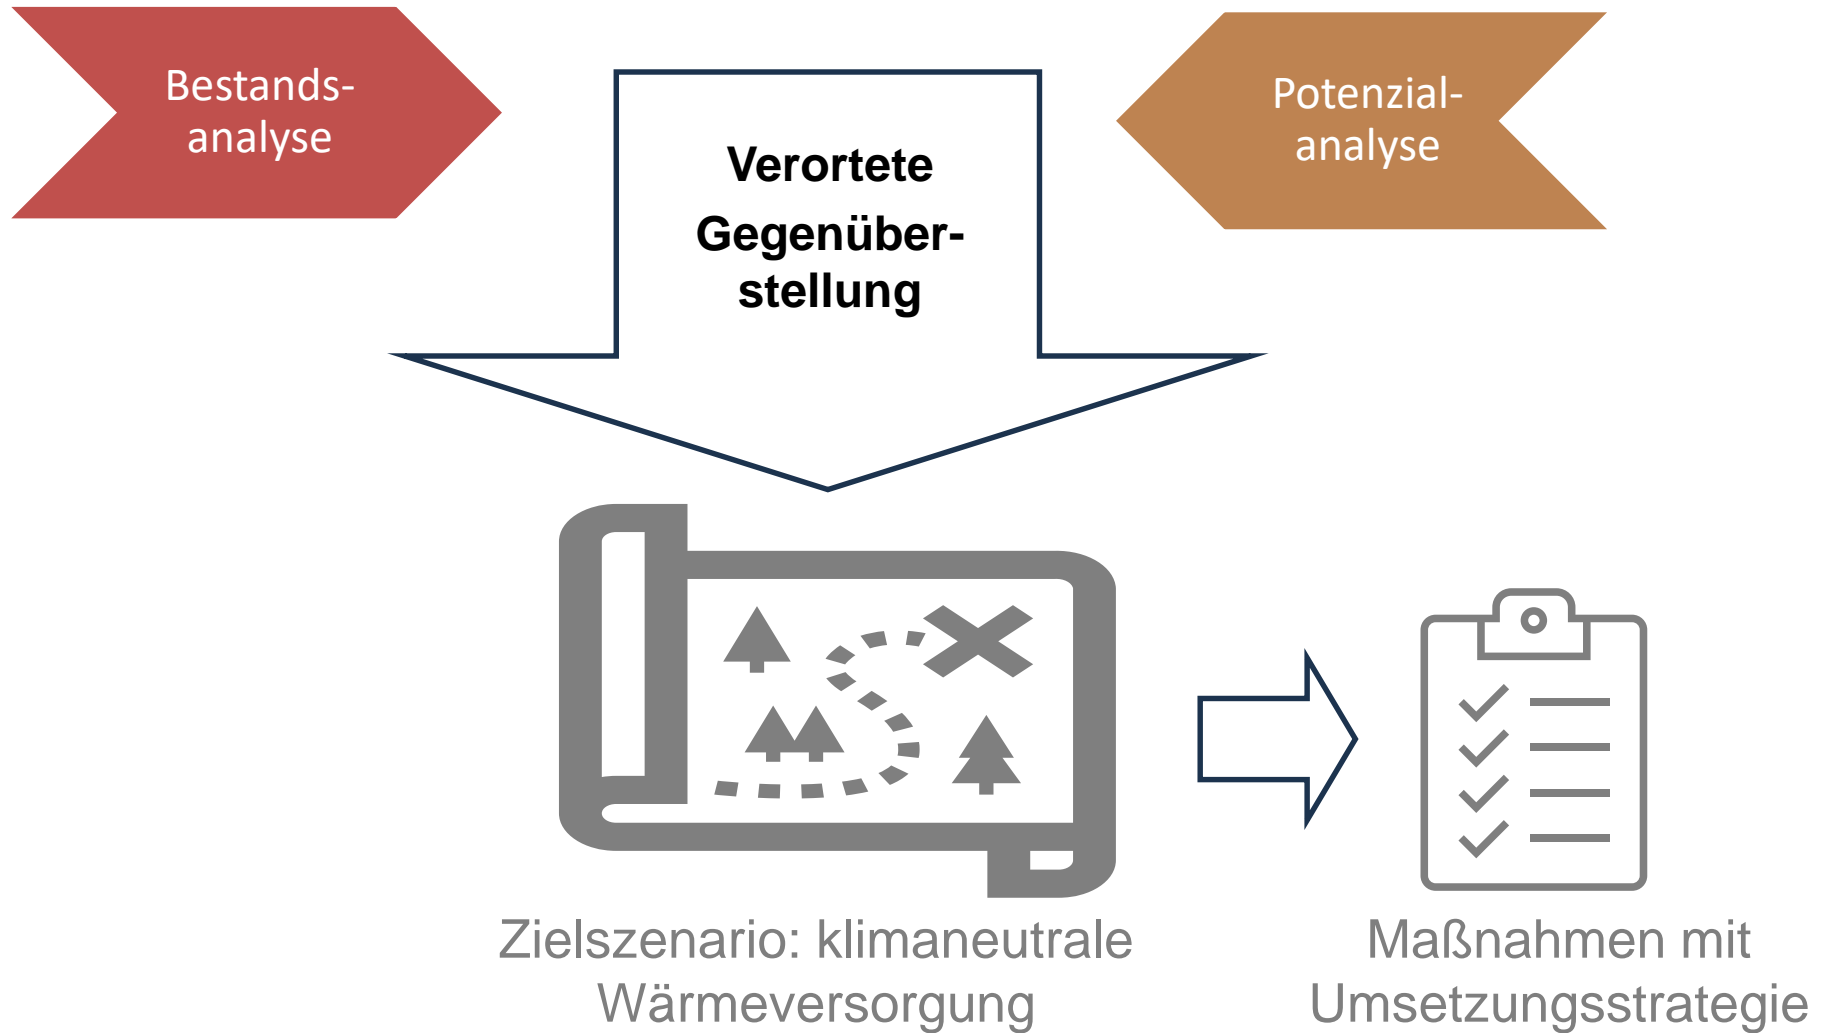 Bestands-
analyse
Verortete
Gegenüber-
stellung
Potenzial-
analyse
Zielszenario: klimaneutrale
Wärmeversorgung
Maßnahmen mit
Umsetzungsstrategie